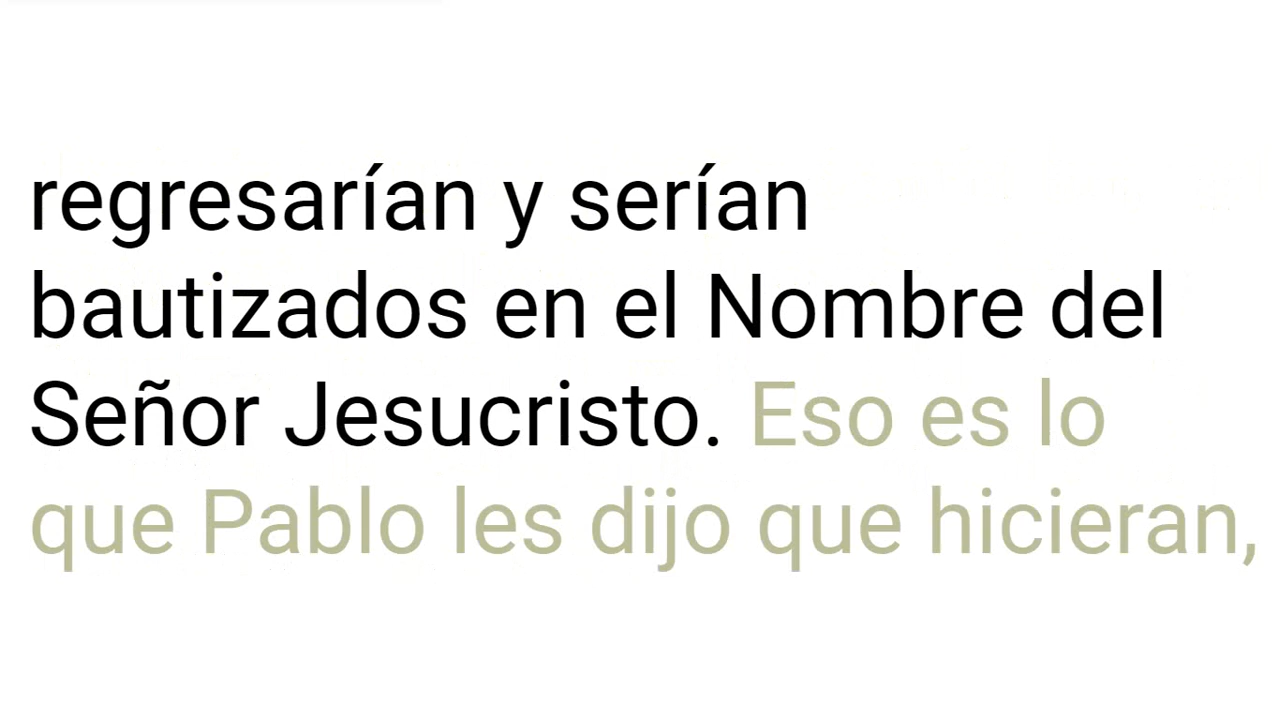 regresarían y serían
bautizados en el Nombre del
Señor Jesucristo. Eso es lo
que Pablo les dijo que hicieran,